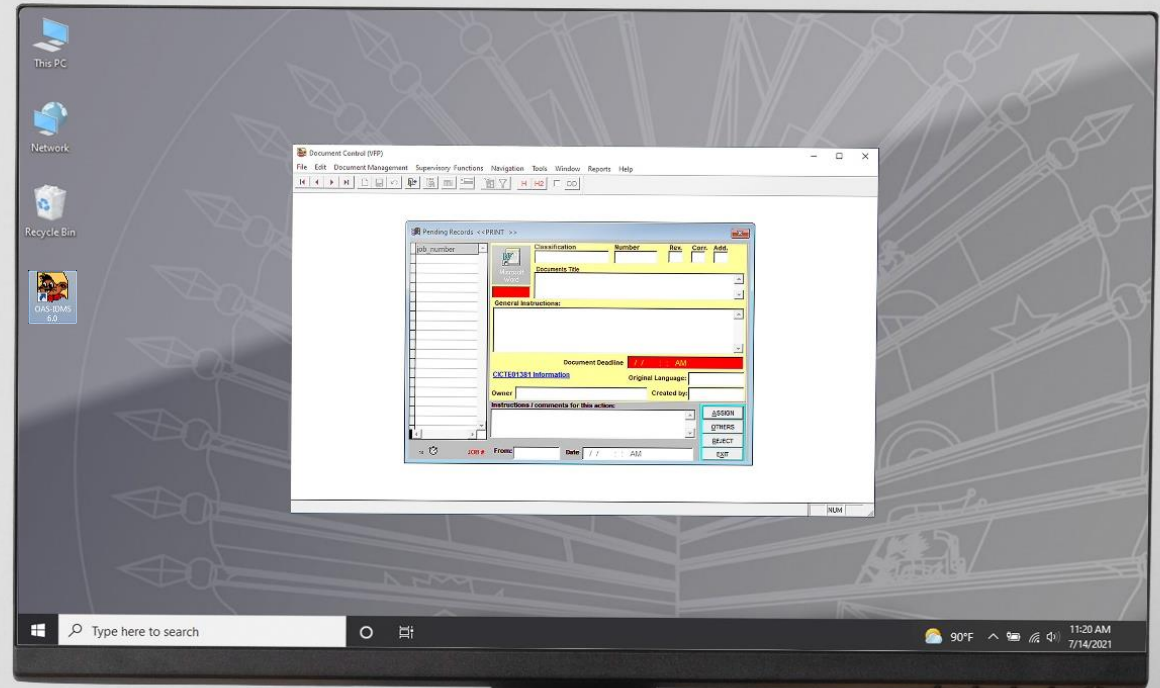 This PC
Network
Recycle Bin
OAS-IDMS
6.0
Document Control (VFP)
File Edit Document Management Supervisory Functions Navigation Tools Window Reports Help
H H2
Pending Records <<PRINT >>
job_number
Classification Number Rev. Corr. Add.
Microsoft
Word
Documents Title
General Instructions:
Document Deadline / / : : AM
CICTE01381 Information
Original Language:
Owner Created by:
Instructions / comments for this action:
ASSIGN
OTHERS
REJECT
EXIT
JOB # From: Date / / : : AM
NUM
Type here to search
90°F
11:20 AM
7/14/2021